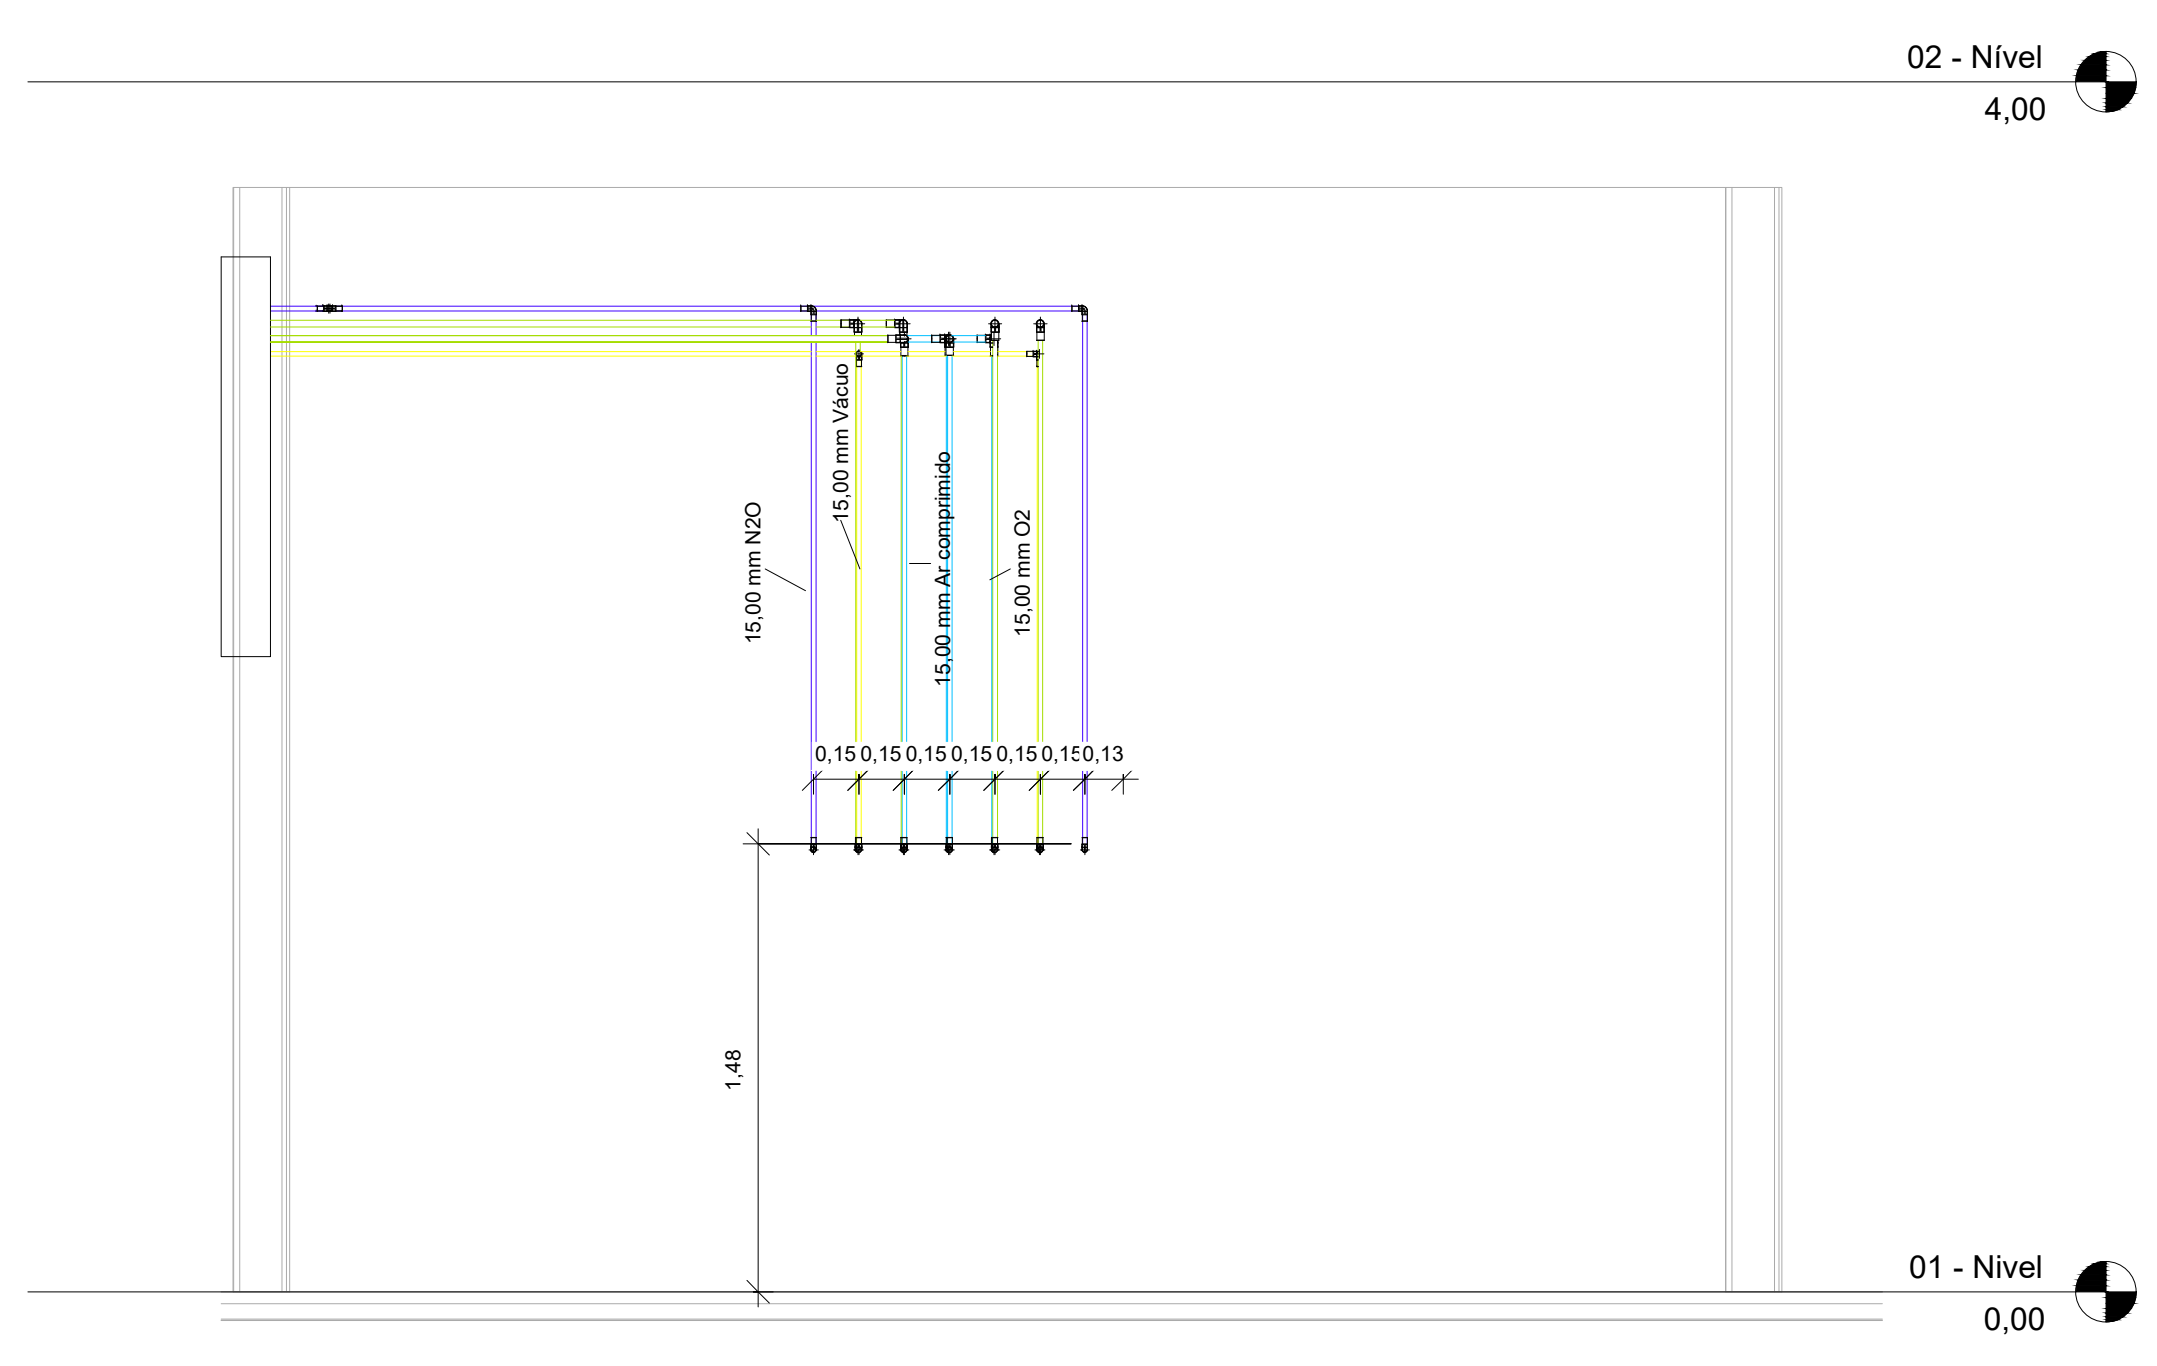 02 - Nível
4,00
15,00 mm N2O
15,00 mm Vácuo
15,00 mm Ar comprimido
15,00 mm O2
0,15 0,15 0,15 0,15 0,15 0,15 0,13
1,48
01 - Nivel
0,00